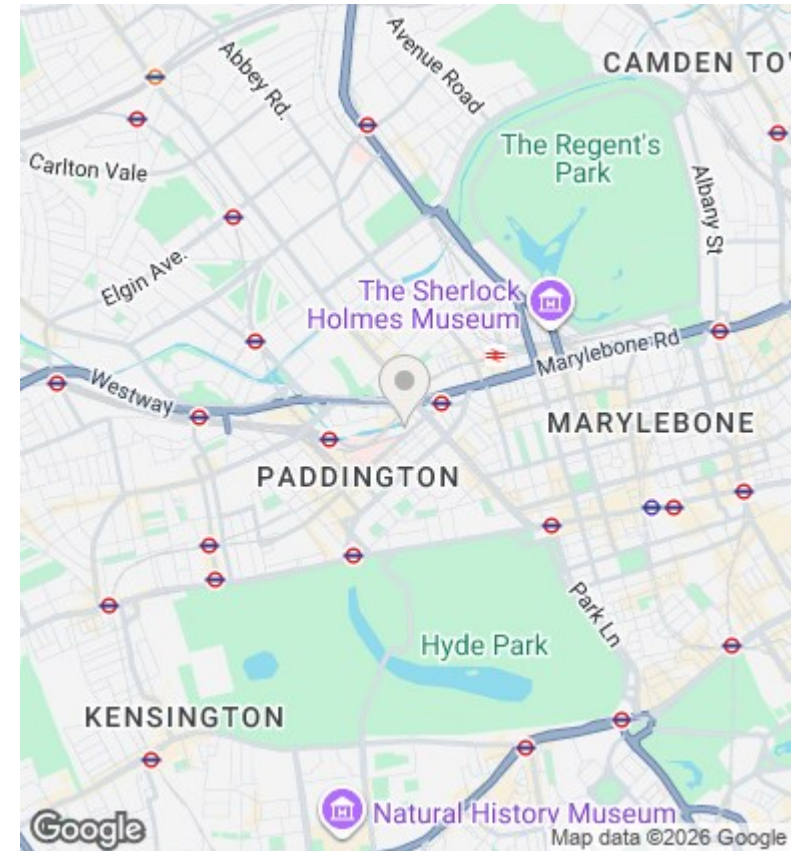 Abbey Rd.
Avenue Road
CAMDEN TO
Carlton Vale
The Regent's
Park
Albany St
Elgin Ave.
The Sherlock
Holmes Museum
Marylebone Rd
Westway
MARYLEBONE
PADDINGTON
Park Ln
Hyde Park
KENSINGTON
Natural History Museum
Google
Map data ©2026 Google